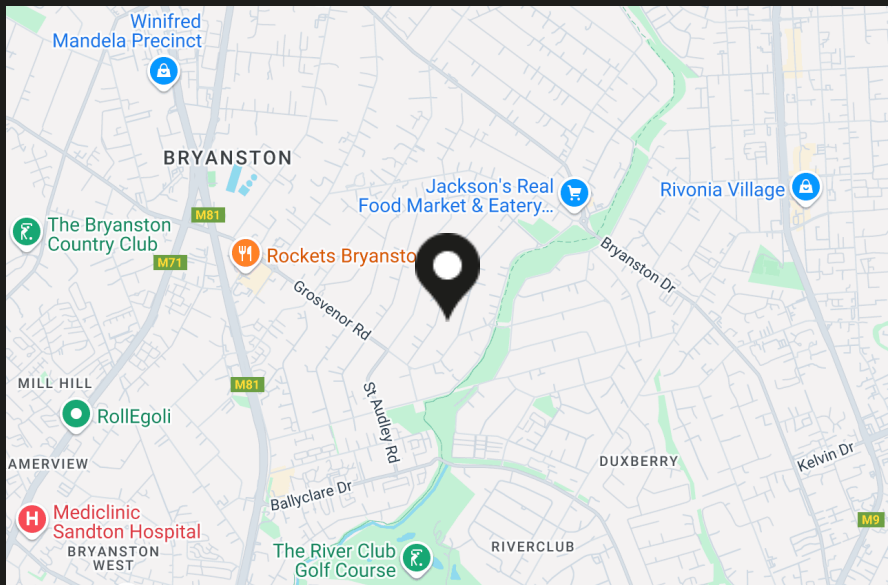 Winifred
Mandela Precinct
BRYANSTON
Jackson's Real
Food Market & Eatery...
Rivonia Village
M81
The Bryanston
Country Club
M71
Rockets Bryansto
Bryanston Dr
Grosvenor Rd
MILL HILL
M81
RollEgoli
St Audley Rd
AMERVIEW
DUXBERRY
Kelvin Dr
Ballyclare Dr
H
Mediclinic
Sandton Hospital
M9
BRYANSTON
WEST
The River Club
Golf Course
RIVERCLUB